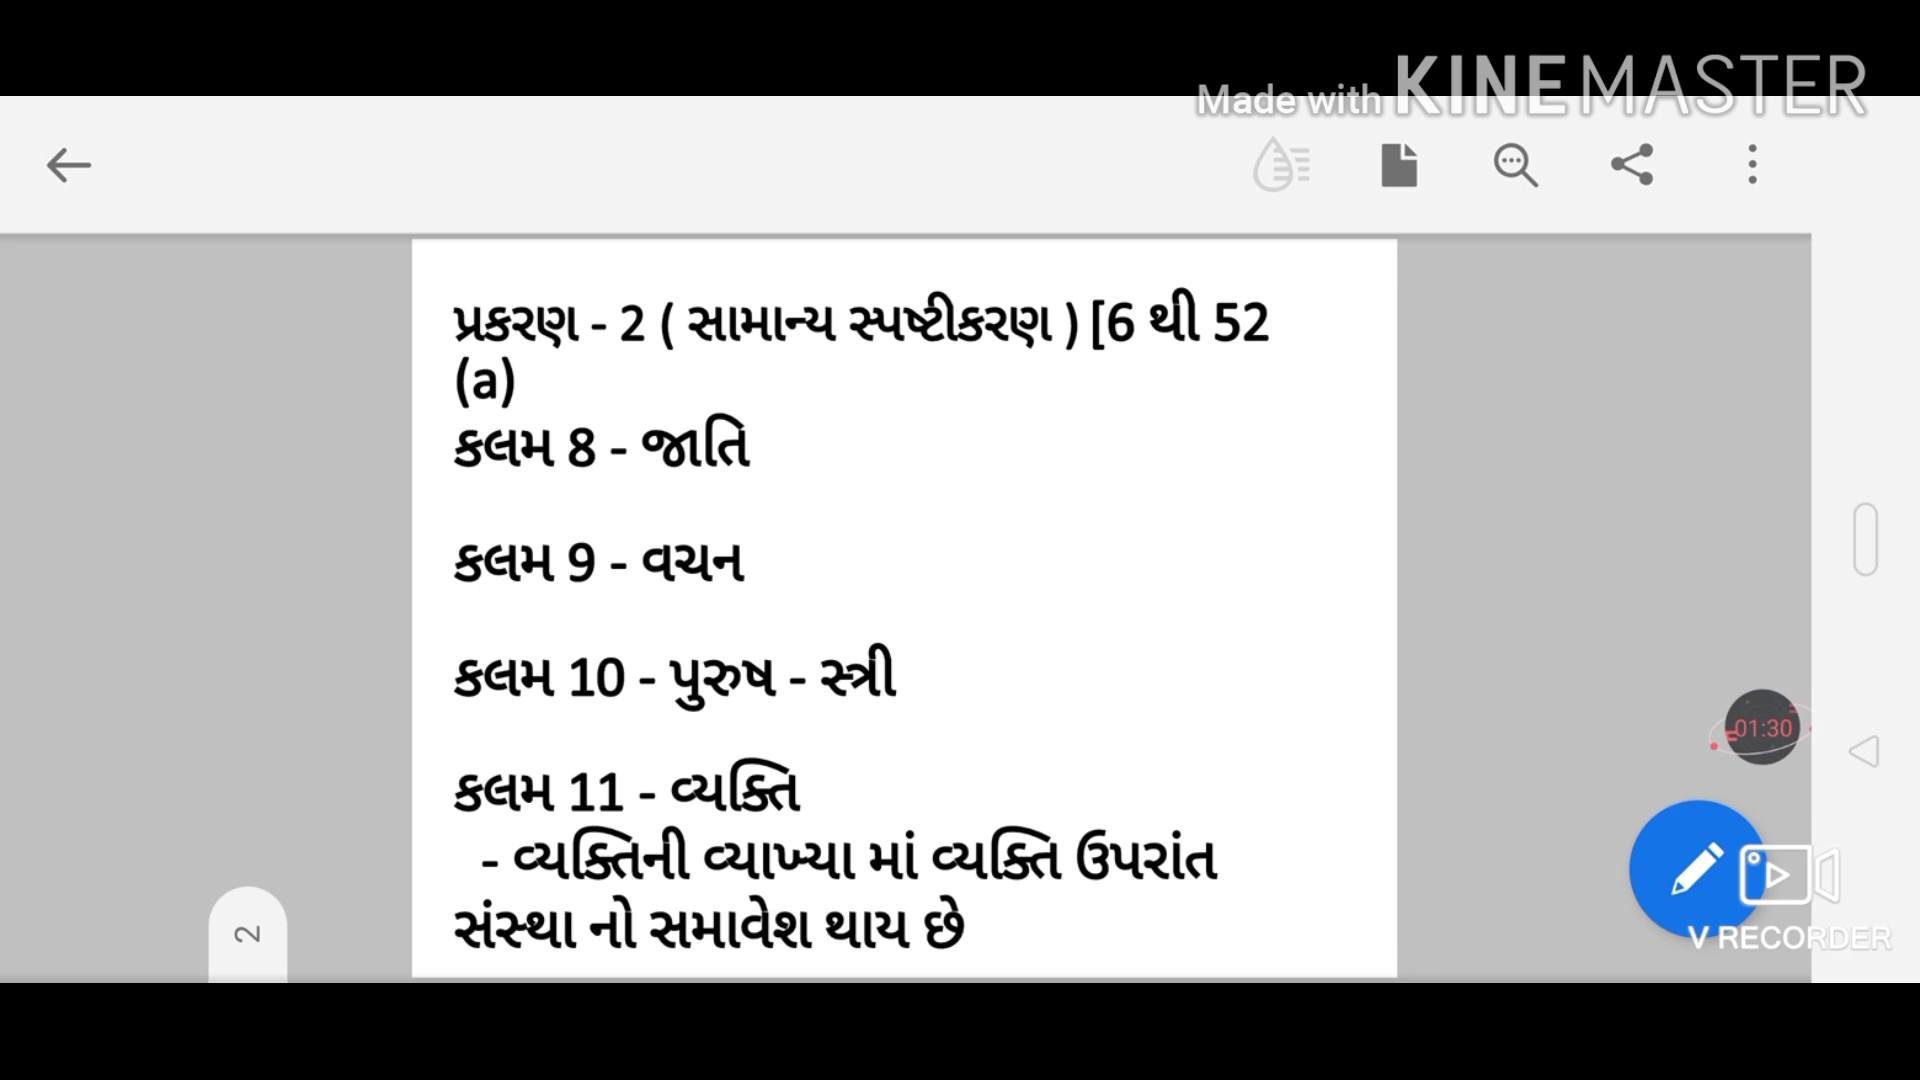 Made with KINEMASTER
પ્રકરણ - 2 ( સામાન્ય સ્પષ્ટીકરણ ) [6 થી 52
(a)
કલમ 8 - જાતિ
કલમ 9 - વચન
કલમ 10 - પુરુષ - સ્ત્રી
કલમ 11 - વ્યક્તિ
- વ્યક્તિની વ્યાખ્યા માં વ્યક્તિ ઉપરાંત
સંસ્થા નો સમાવેશ થાય છે
01:30
V RECORDER
2